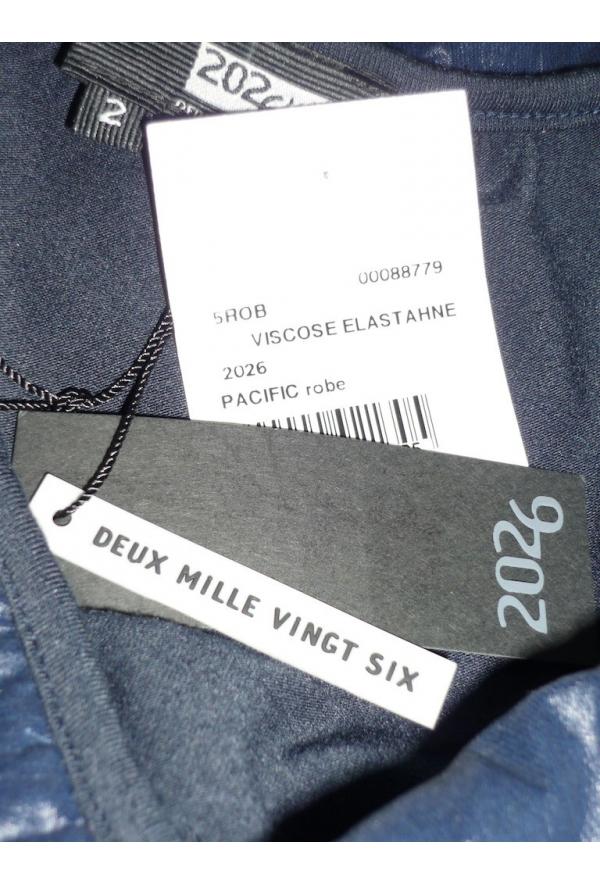 2026
2
00088779
5ROB
VISCOSE ELASTAHNE
2026
PACIFIC robe
2026
DEUX MILLE VINGT SIX